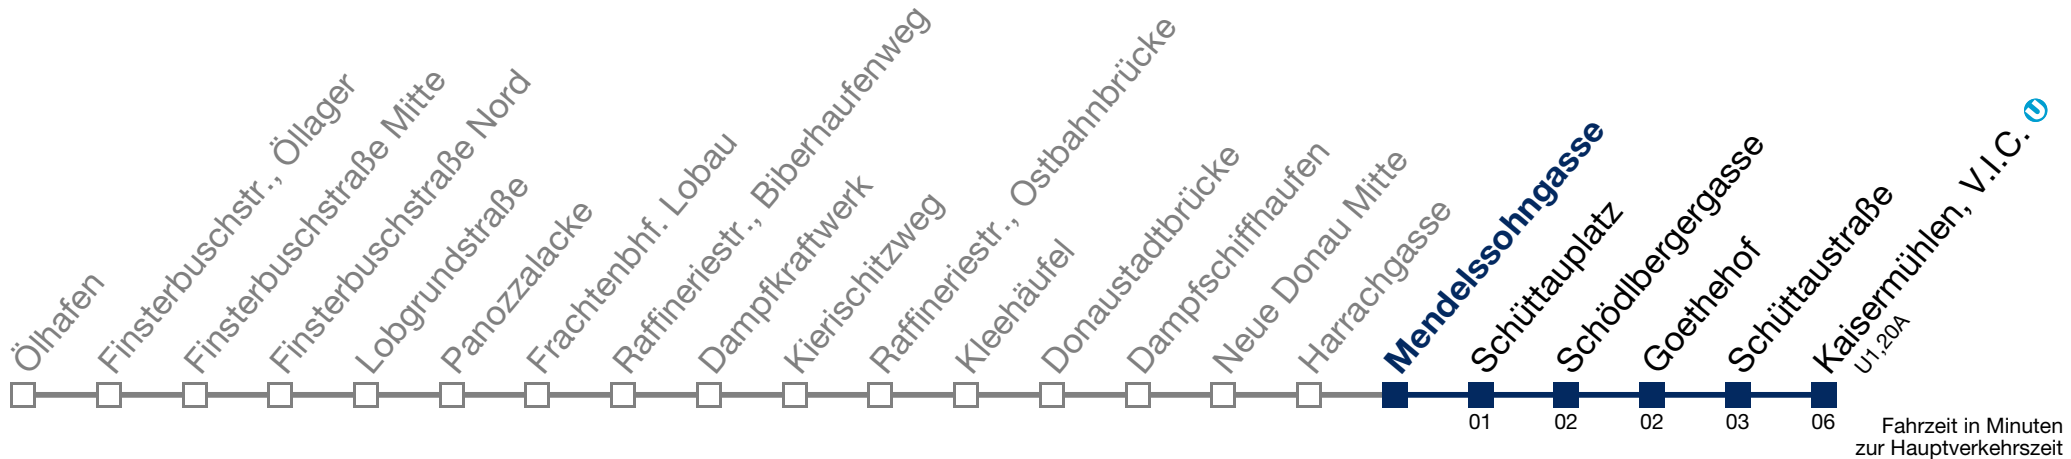 Ölhafen
Finsterbuschstr., Öllager
Finsterbuschstraße Mitte
Finsterbuschstraße Nord
Lobgrundstraße
Panozzalacke
Frachtenbhf. Lobau
Raffineriestr., Biberhaufenweg
Dampfkraftwerk
Kierischitzweg
Raffineriestr., Ostbahnbrücke
Kleehäufel
Donaustadtbrücke
Dampfschiffhaufen
Neue Donau Mitte
Harrachgasse
Mendelssohngasse
Schüttauplatz
Schödlbergergasse
Goethehof
Schüttaustraße
Kaisermühlen, V.I.C. U
U1,20A
01 02 02 03 06
Fahrzeit in Minuten
zur Hauptverkehrszeit